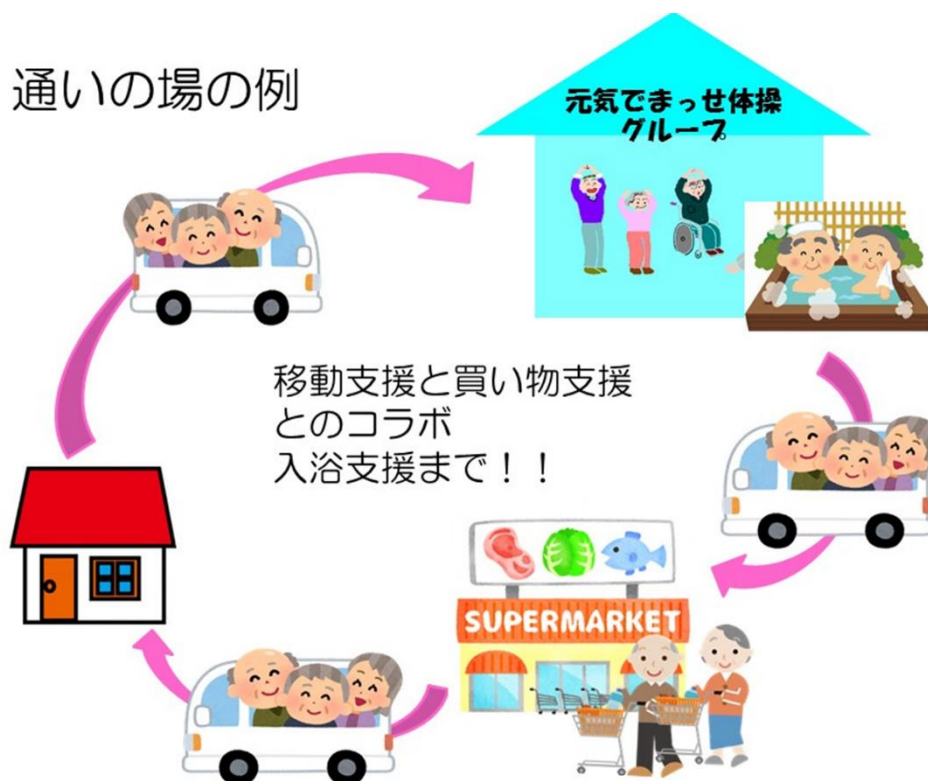 通いの場の例
元気でまっせ体操
グループ
移動支援と買い物支援
とのコラボ
入浴支援まで！！
SUPERMARKET